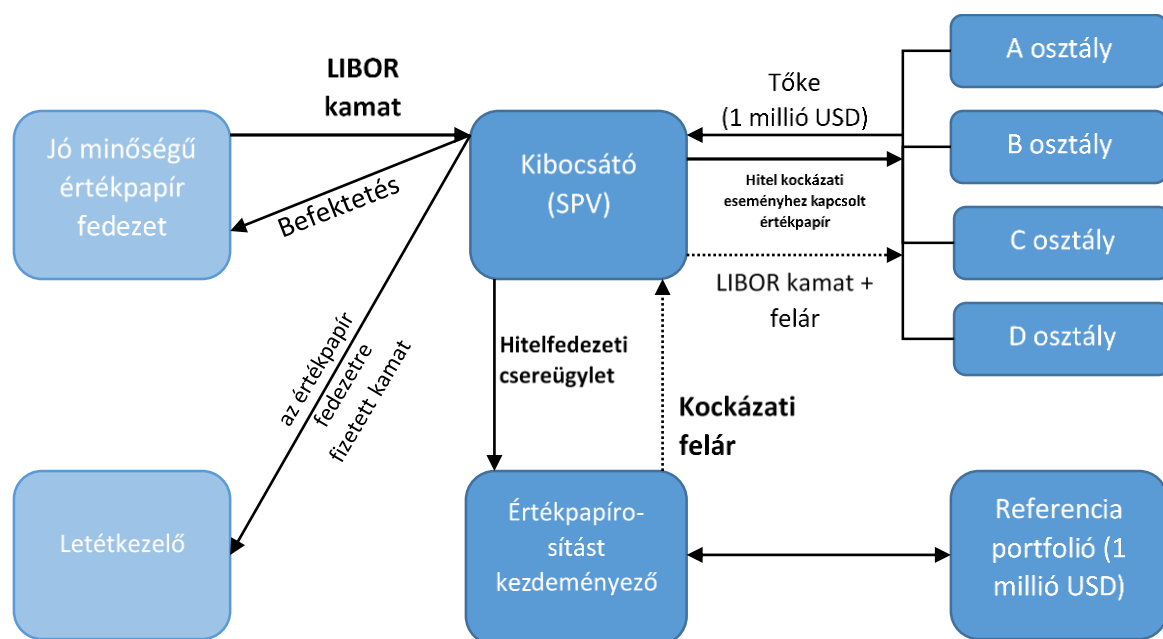 LIBOR
kamat
Jó minőségű
értékpapír
fedezet
Befektetés
Kibocsátó
(SPV)
Tőke
(1 millió USD)
Hitel kockázati
eseményhez kapcsolt
értékpapír
LIBOR kamat +
felár
A osztály
B osztály
C osztály
D osztály
az értékpapír
fedezetre
fizetett kamat
Hitelfedezeti
csereügylet
Kockázati
felár
Letétkezelő
Értékpapíro-
sítást
kezdeményező
Referencia
portfolió (1
millió USD)